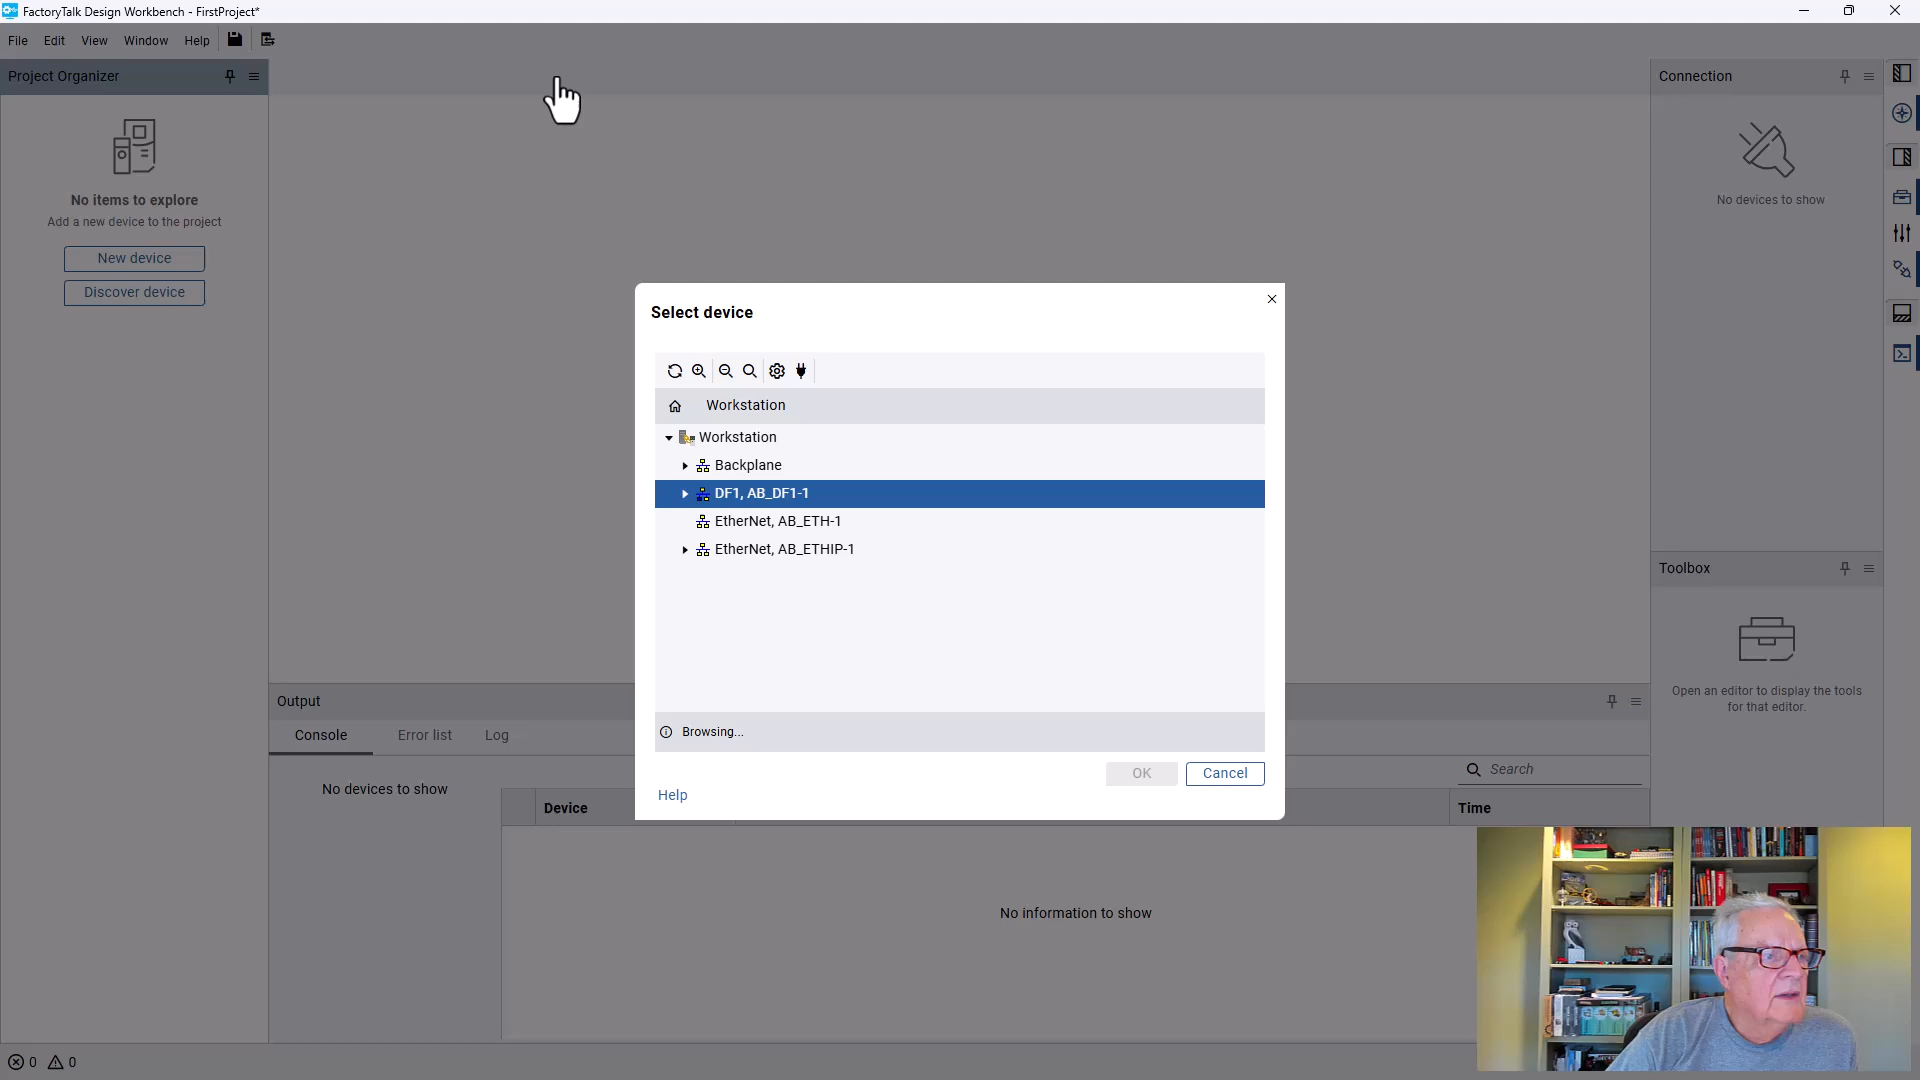 FactoryTalk Design Workbench - FirstProject*
File Edit View Window Help
Project Organizer
No items to explore
Add a new device to the project
New device
Discover device
Connection
No devices to show
Select device
Workstation
Workstation
Backplane
DF1, AB_DF1-1
EtherNet, AB_ETH-1
EtherNet, AB_ETHIP-1
Browsing...
OK Cancel
Help
Toolbox
Open an editor to display the tools
for that editor.
Output
Console Error list Log
Search
No devices to show
Device Time
No information to show
0 0